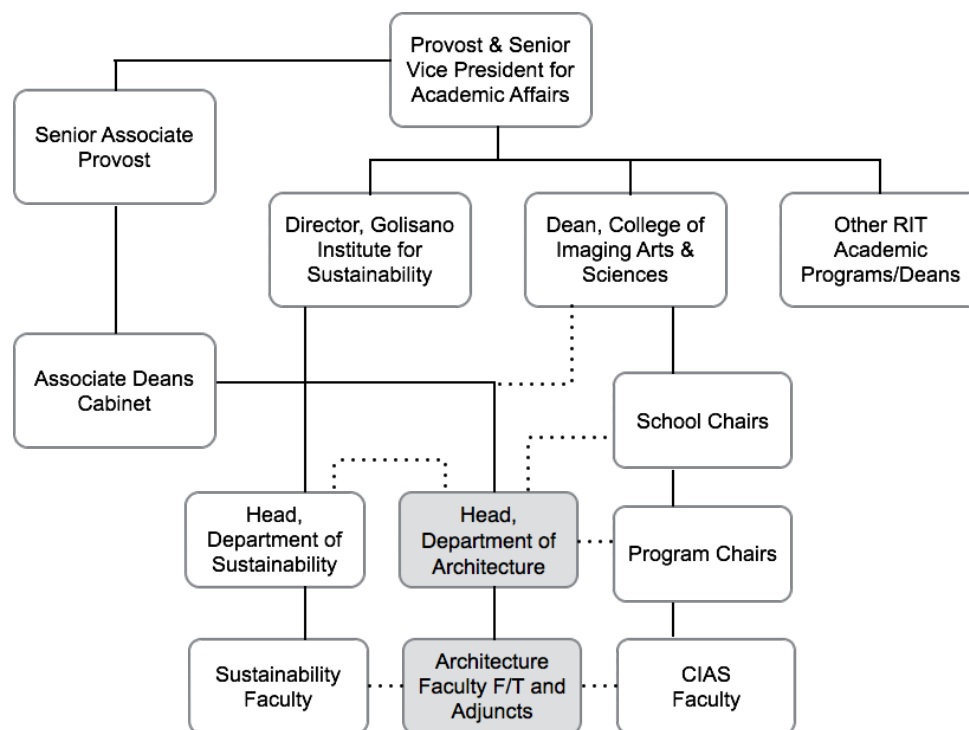 Provost & Senior
Vice President for
Academic Affairs
Senior Associate
Provost
Director, Golisano
Institute for
Sustainability
Dean, College of
Imaging Arts &
Sciences
Other RIT
Academic
Programs/Deans
Associate Deans
Cabinet
School Chairs
Head,
Department of
Sustainability
Head,
Department of
Architecture
Program Chairs
Sustainability
Faculty
Architecture
Faculty F/T and
Adjuncts
CIAS
Faculty